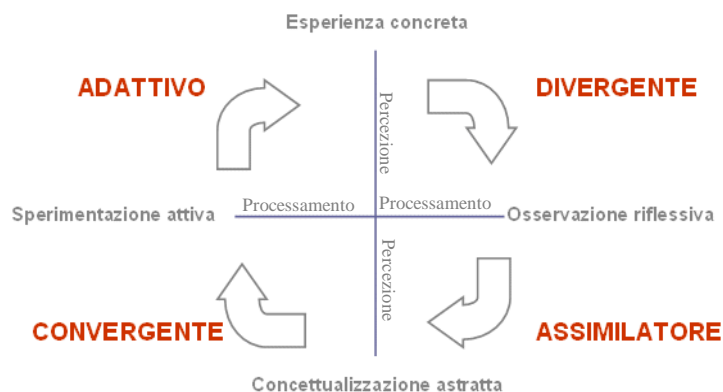 Esperienza concreta
ADATTIVO
DIVERGENTE
Percezione
Processamento
Processamento
Sperimentazione attiva
Osservazione riflessiva
Percezione
CONVERGENTE
ASSIMILATORE
Concettualizzazione astratta